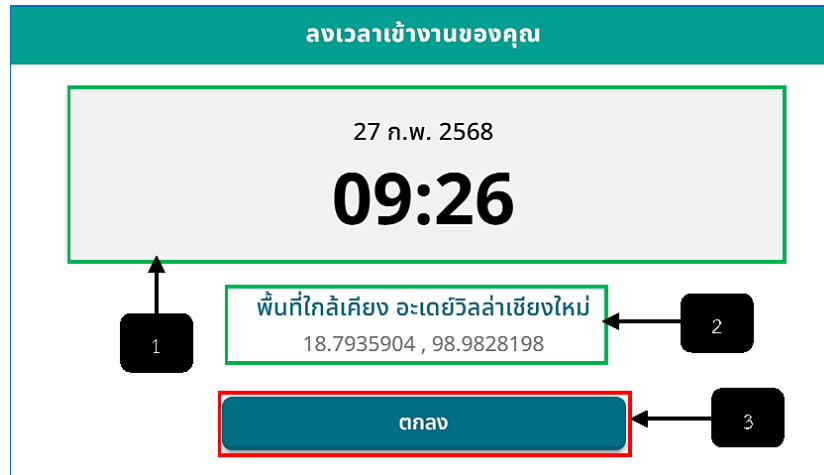 ลงเวลาเข้างานของคุณ
27 ก.พ. 2568
09:26
พื้นที่ใกล้เคียง อะเดย์วิลล่าเชียงใหม่
18.7935904 , 98.9828198
1
2
ตกลง
3